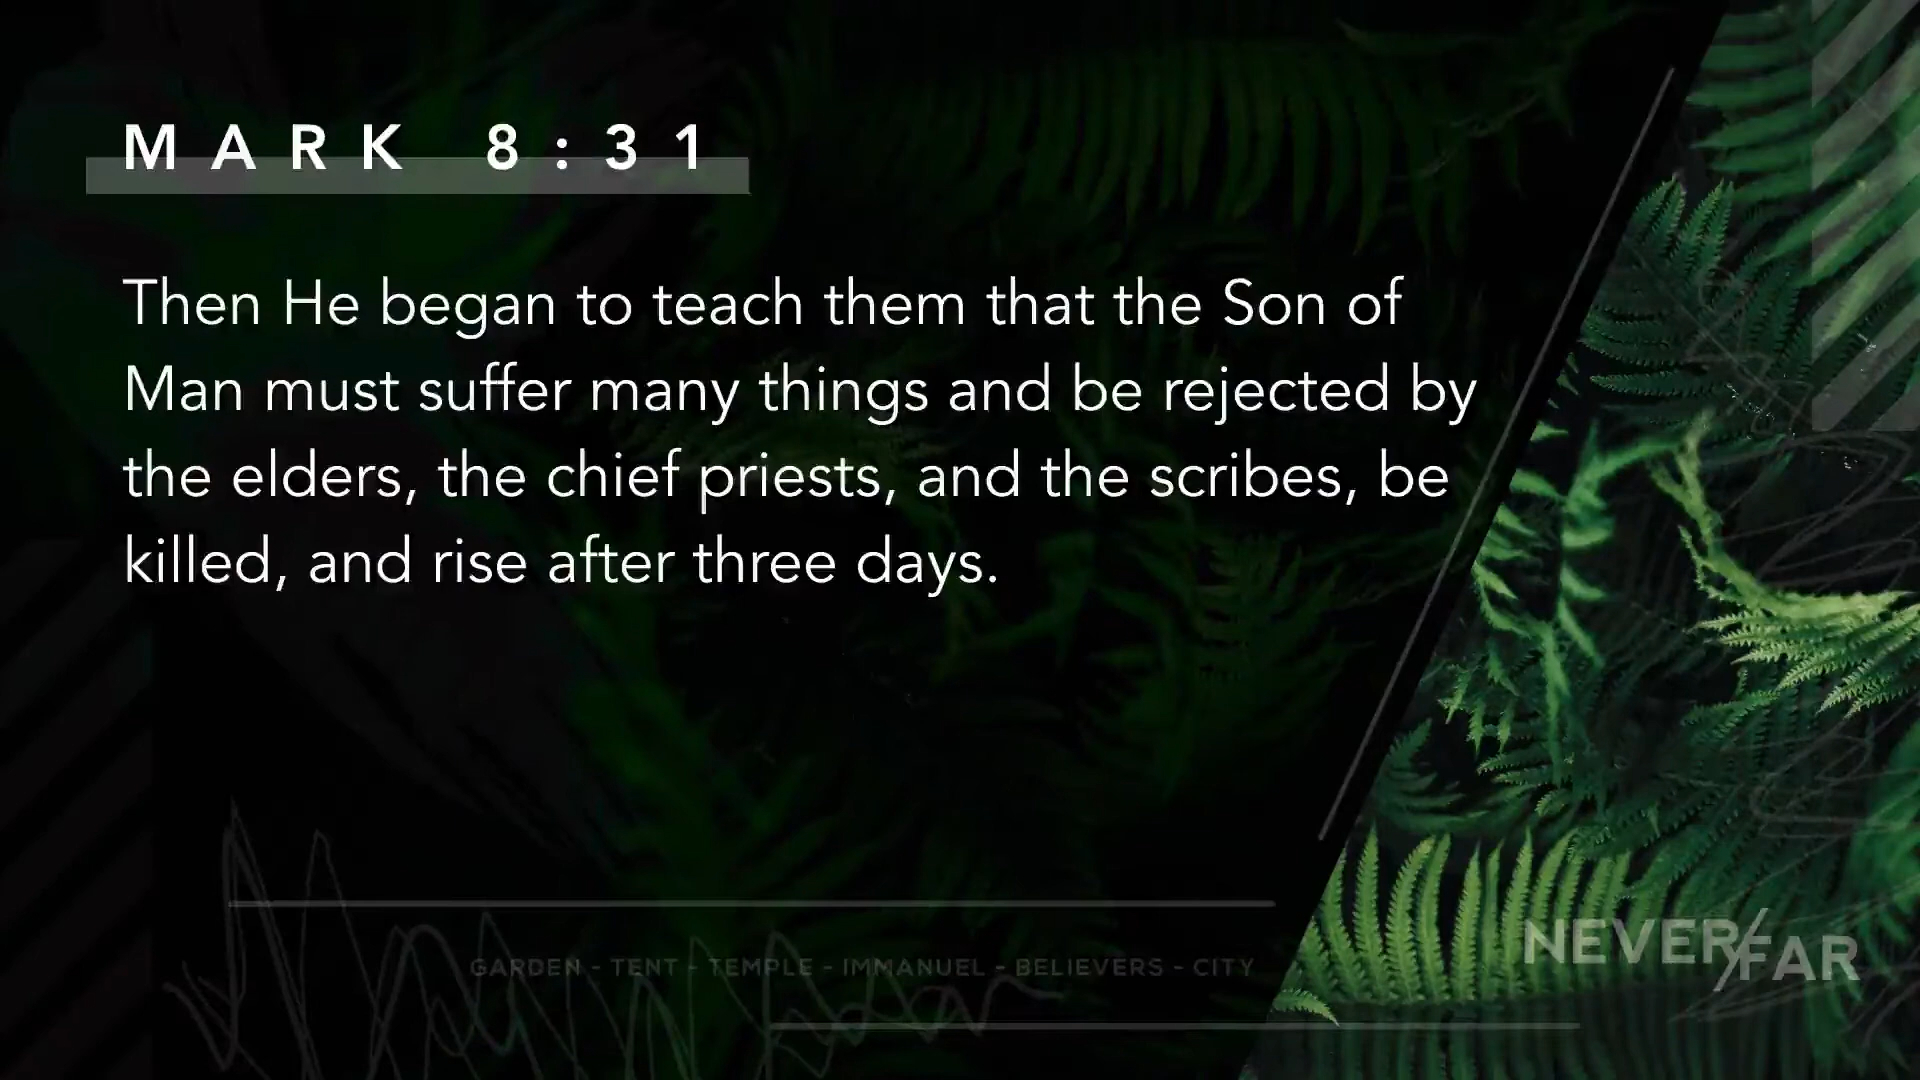 MARK 8:31
Then He began to teach them that the Son of
Man must suffer many things and be rejected by
the elders, the chief priests, and the scribes, be
killed, and rise after three days.
GARDEN - TENT - TEMPLE - IMMANUEL - BELIEVERS - CITY
NEVER/FAR